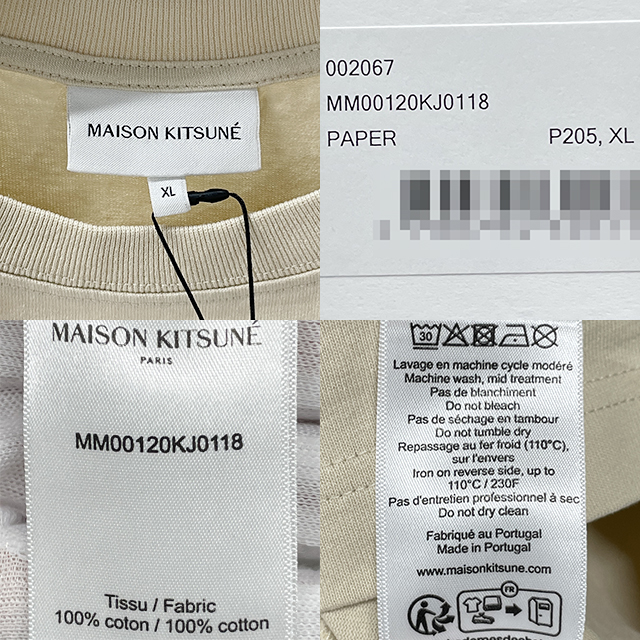 MAISON KITSUNÉ
XL
002067
MM00120KJ0118
PAPER P205, XL
MAISON KITSUNÉ
PARIS
MM00120KJ0118
Tissu / Fabric
100% coton / 100% cotton
30
Lavage en machine cycle modéré
Machine wash, mid treatment
Pas de blanchiment
Do not bleach
Pas de séchage en tambour
Do not tumble dry
Repassage au fer froid (110°C),
sur l'envers
Iron on reverse side, up to
110°C / 230F
Pas d'entretien professionnel à sec
Do not dry clean
Fabriqué au Portugal
Made in Portugal
www.maisonkitsune.com
FR